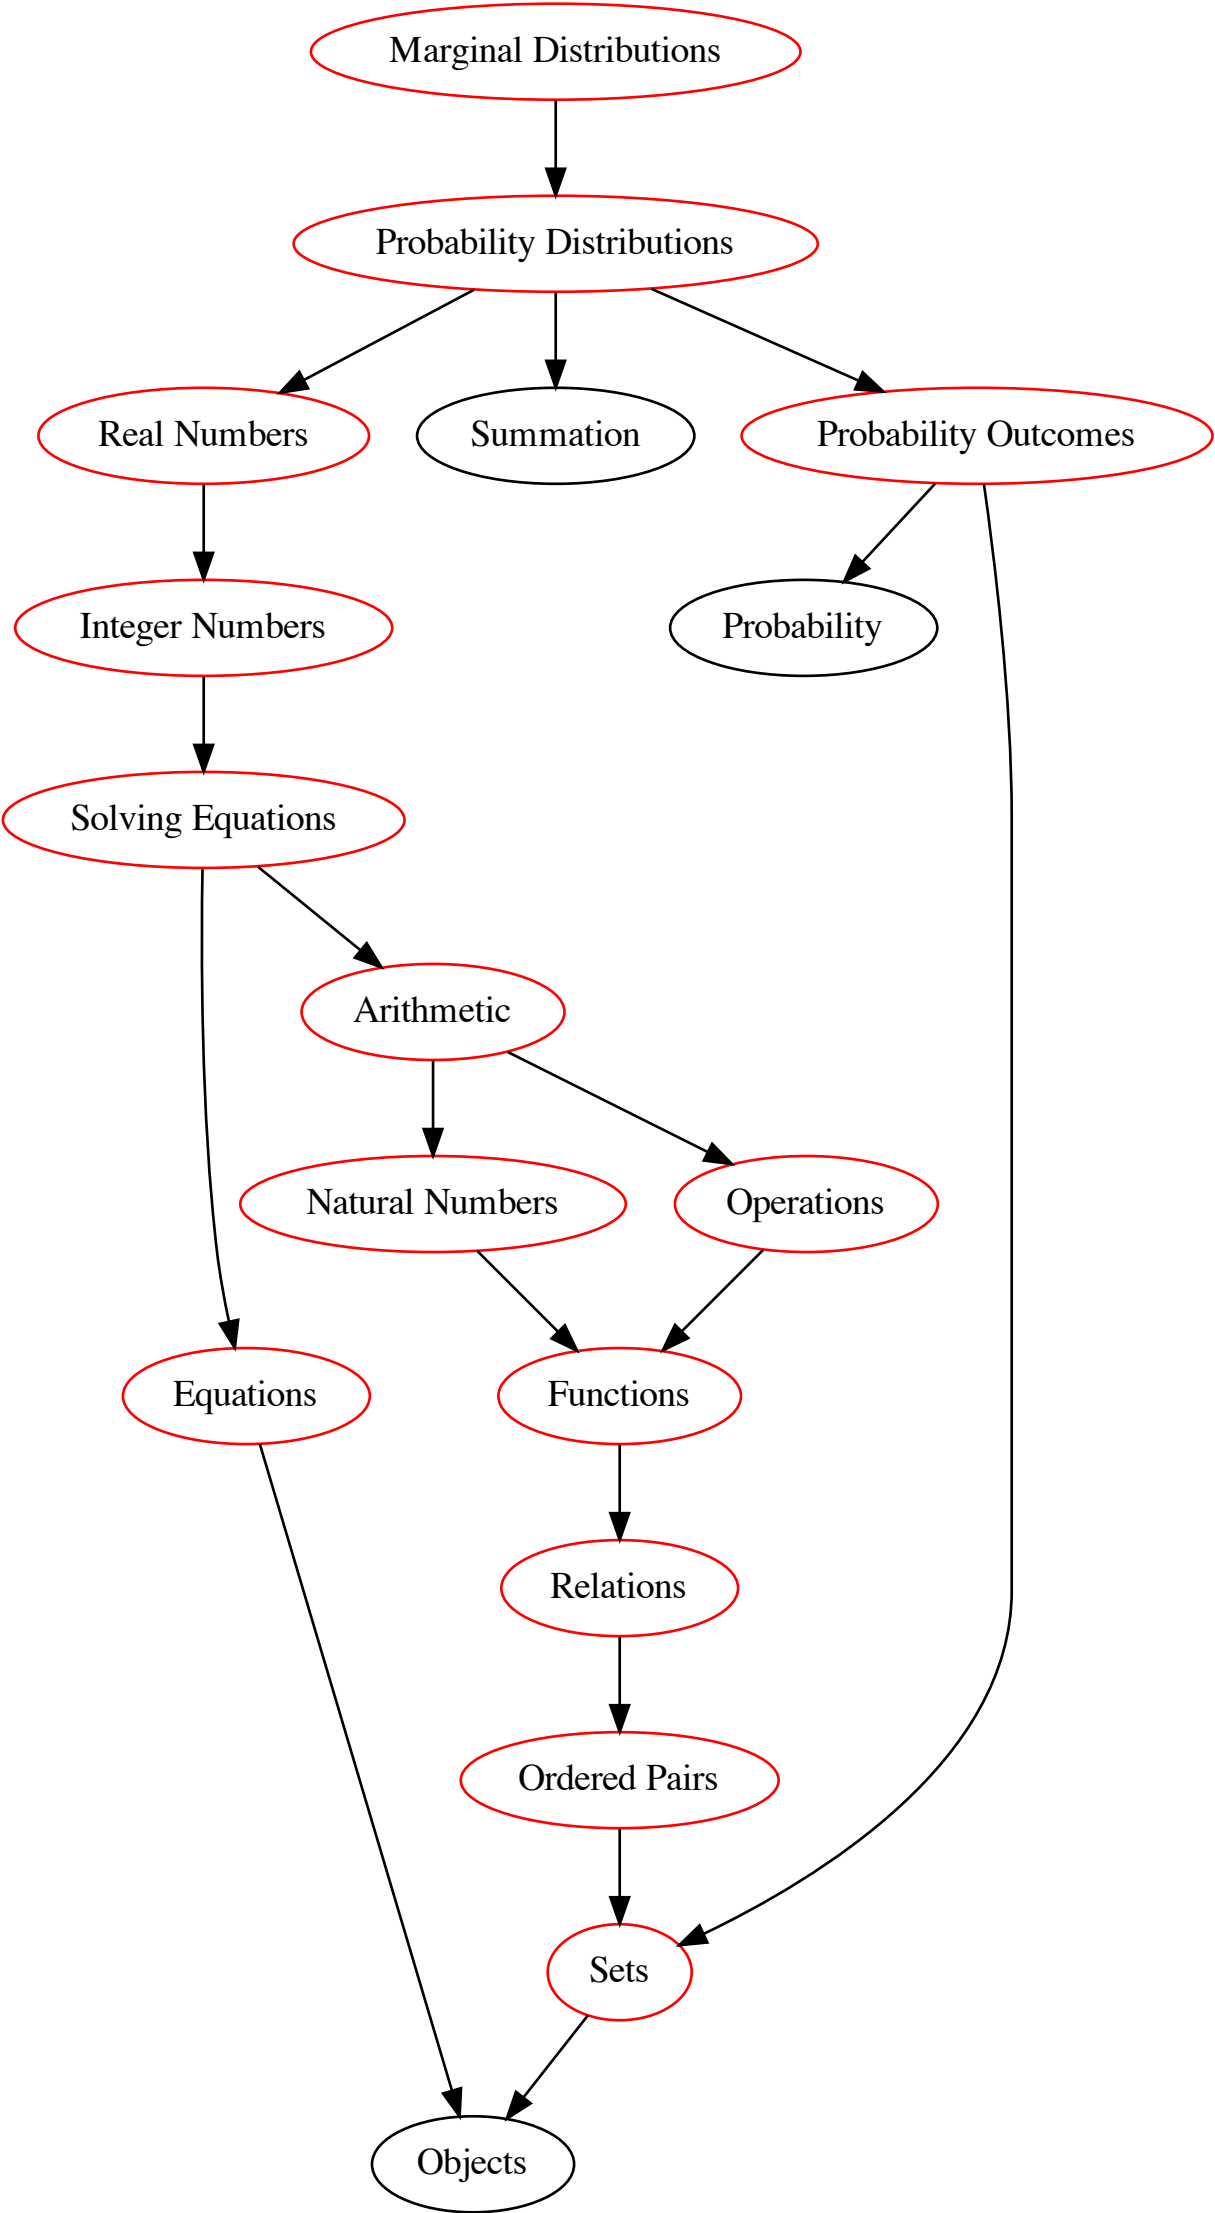 Marginal Distributions
Probability Distributions
Real Numbers
Summation
Probability Outcomes
Integer Numbers
Probability
Solving Equations
Arithmetic
Natural Numbers
Operations
Equations
Functions
Relations
Ordered Pairs
Sets
Objects